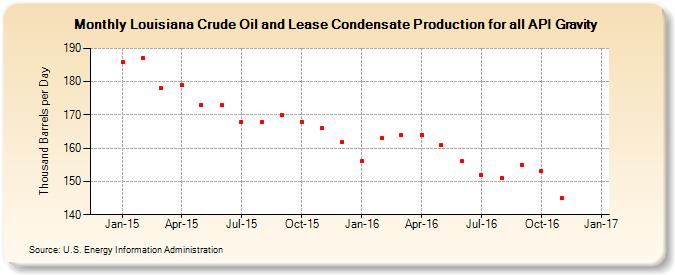 Monthly Louisiana Crude Oil and Lease Condensate Production for all API Gravity
Thousand Barrels per Day
190
180
170
160
150
140
Jan-15 Apr-15 Jul-15 Oct-15 Jan-16 Apr-16 Jul-16 Oct-16 Jan-17
Source: U.S. Energy Information Administration